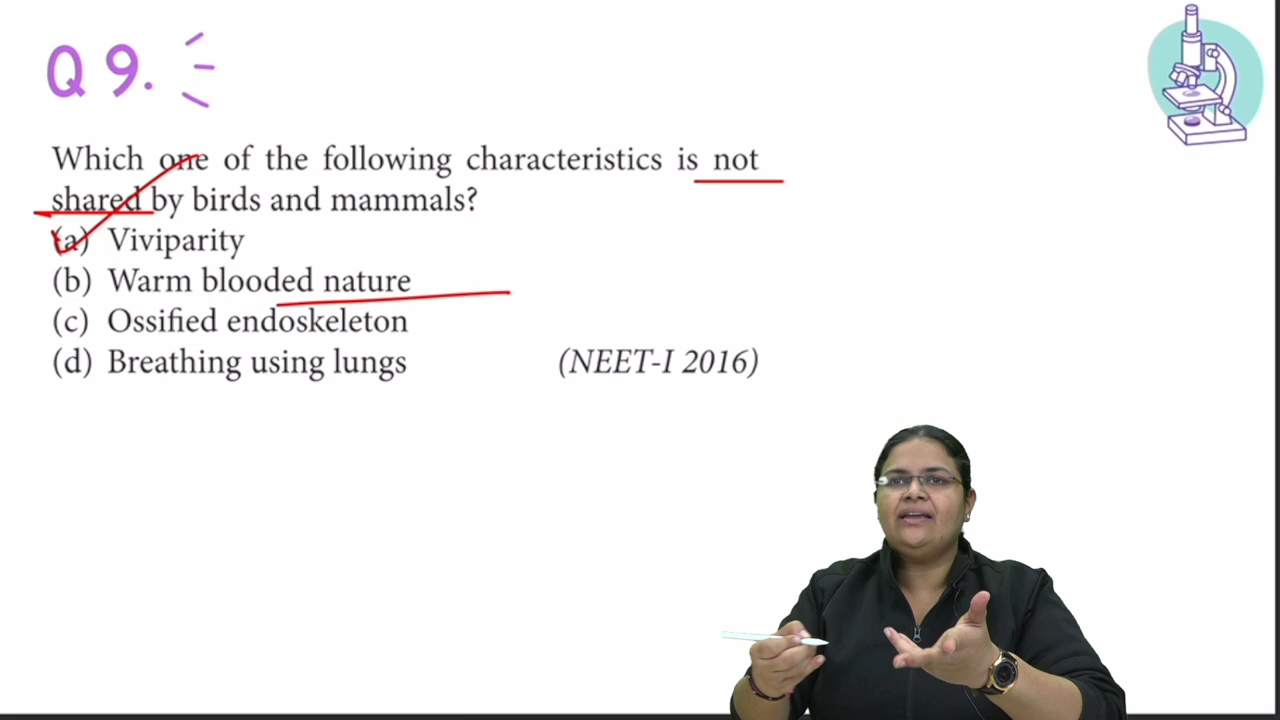 Q 9.
Which one of the following characteristics is not
shared by birds and mammals?
(a) Viviparity
(b) Warm blooded nature
(c) Ossified endoskeleton
(d) Breathing using lungs (NEET-I 2016)